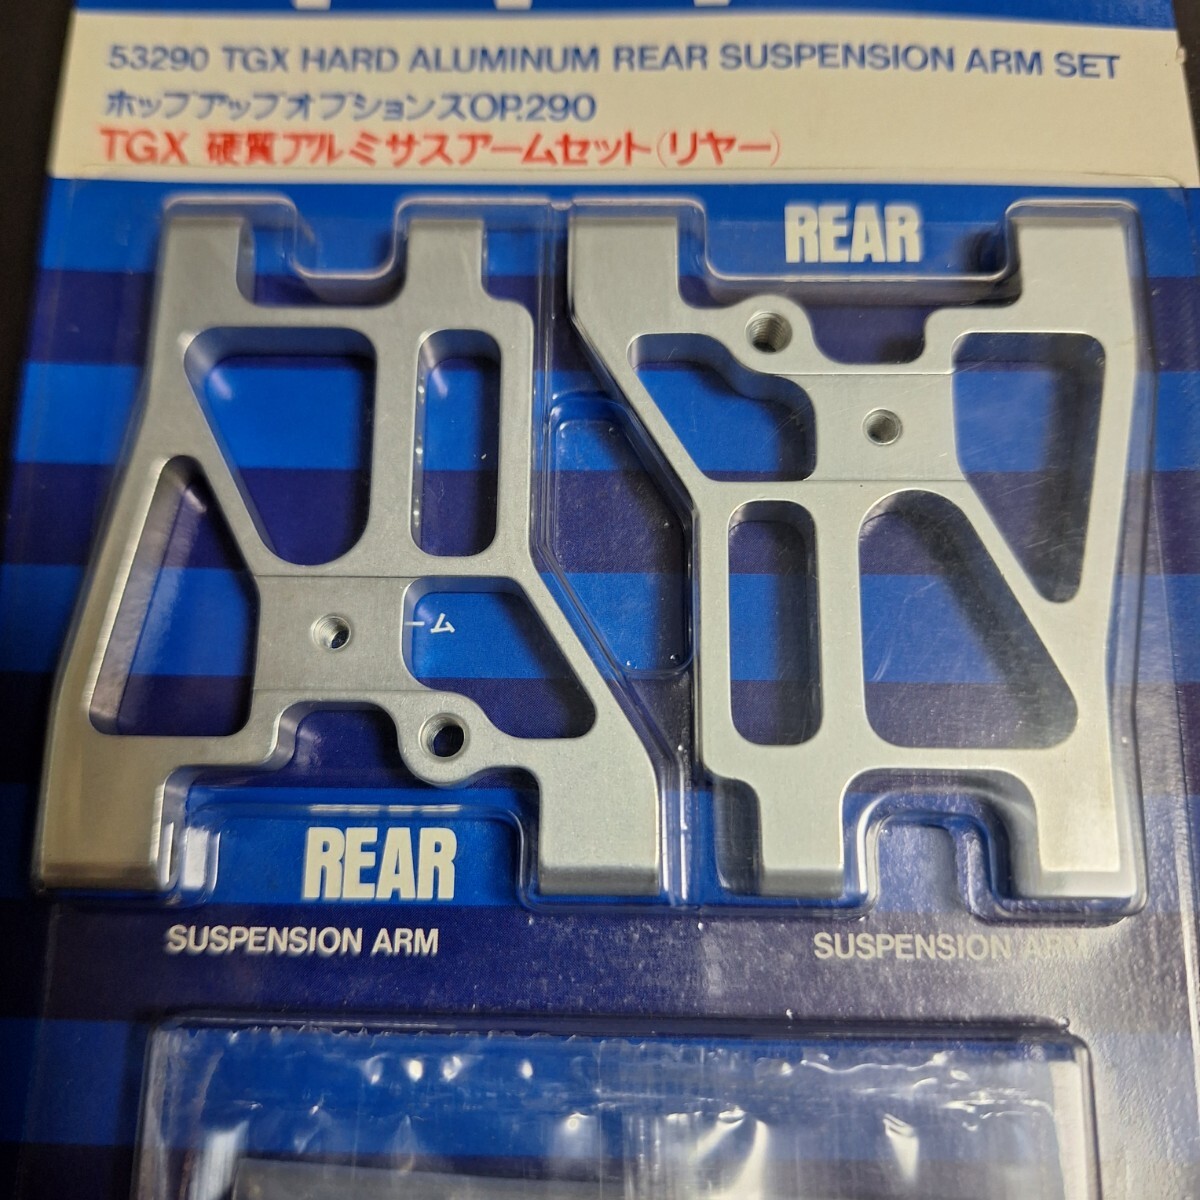 53290 TGX HARD ALUMINUM REAR SUSPENSION ARM SET
ホップアップオプションズOP.290
TGX 硬質アルミサスアームセット(リヤー)
REAR
ーム
REAR
SUSPENSION ARM
SUSPENSION ARM